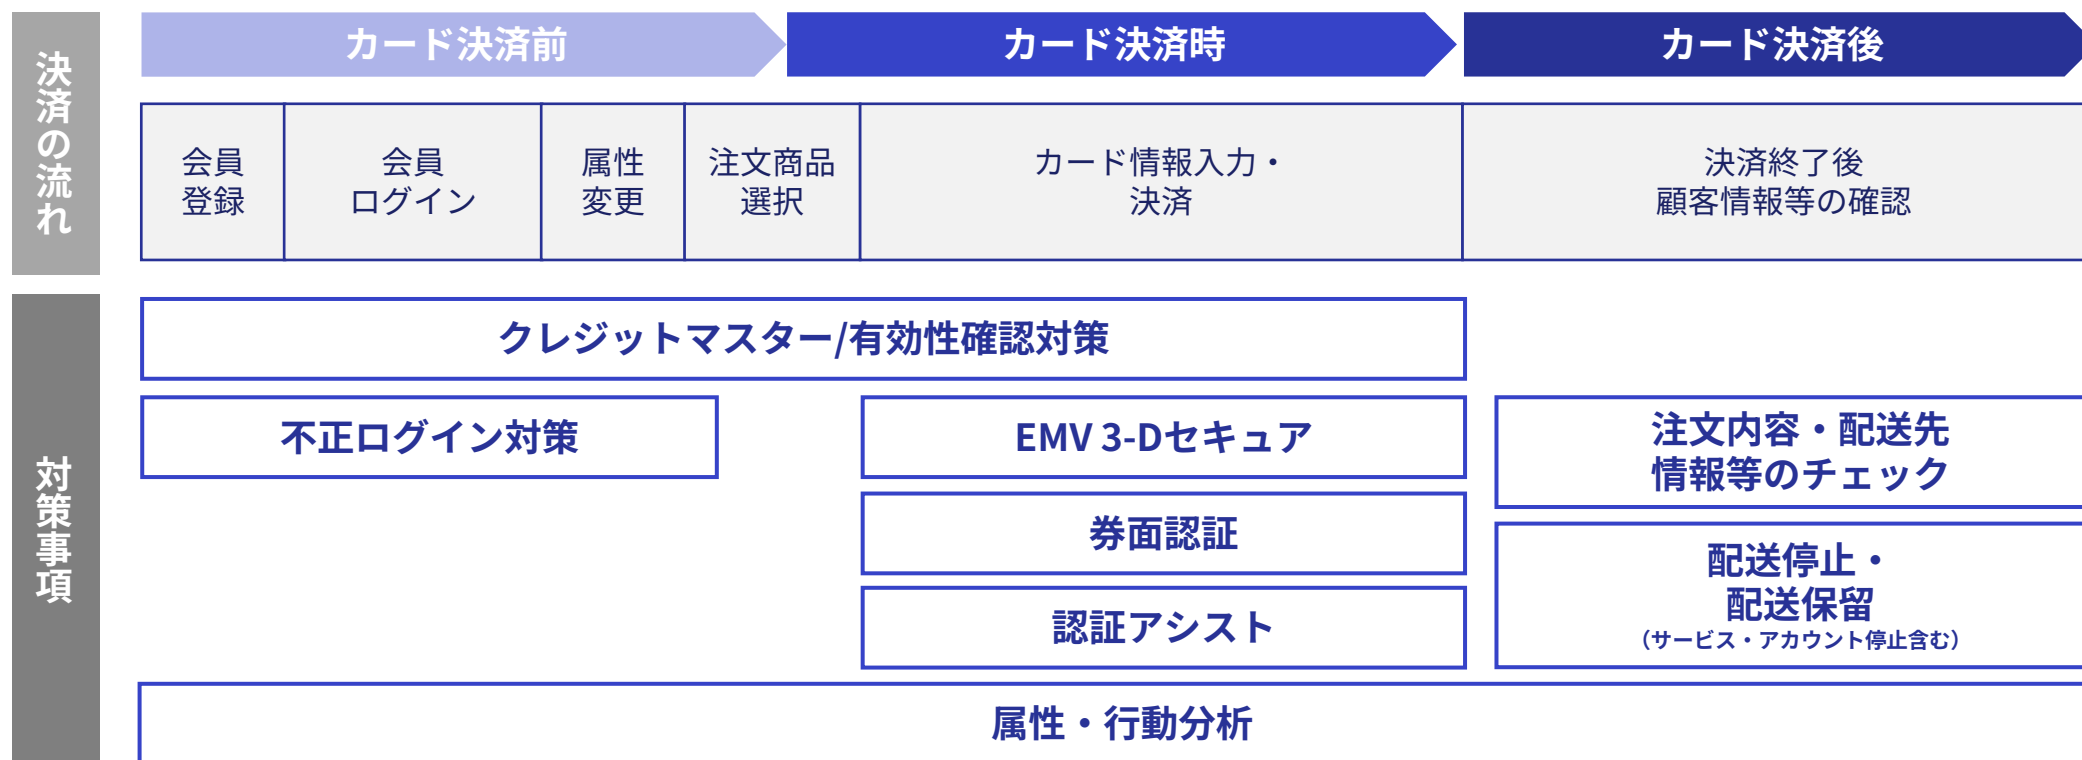 決済の流れ
カード決済前
カード決済時
カード決済後
会員
登録
会員
ログイン
属性
変更
注文商品
選択
カード情報入力・
決済
決済終了後
顧客情報等の確認
対策事項
クレジットマスター/有効性確認対策
不正ログイン対策
EMV 3-Dセキュア
券面認証
認証アシスト
注文内容・配送先
情報等のチェック
配送停止・
配送保留
（サービス・アカウント停止含む）
属性・行動分析